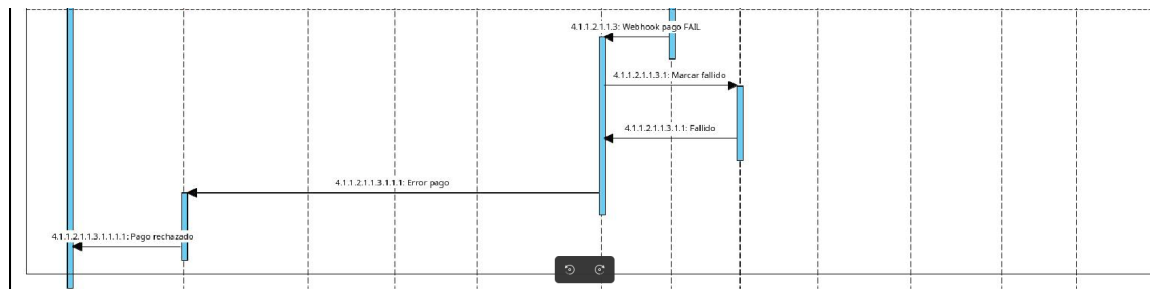 4.1.1.2.1.1.3: Webhook pago FAIL
4.1.1.2.1.1.3.1: Marcar fallido
4.1.1.2.1.1.3.1.1: Fallido
4.1.1.2.1.1.3.1.1.1: Error pago
4.1.1.2.1.1.3.1.1.1.1: Pago rechazado